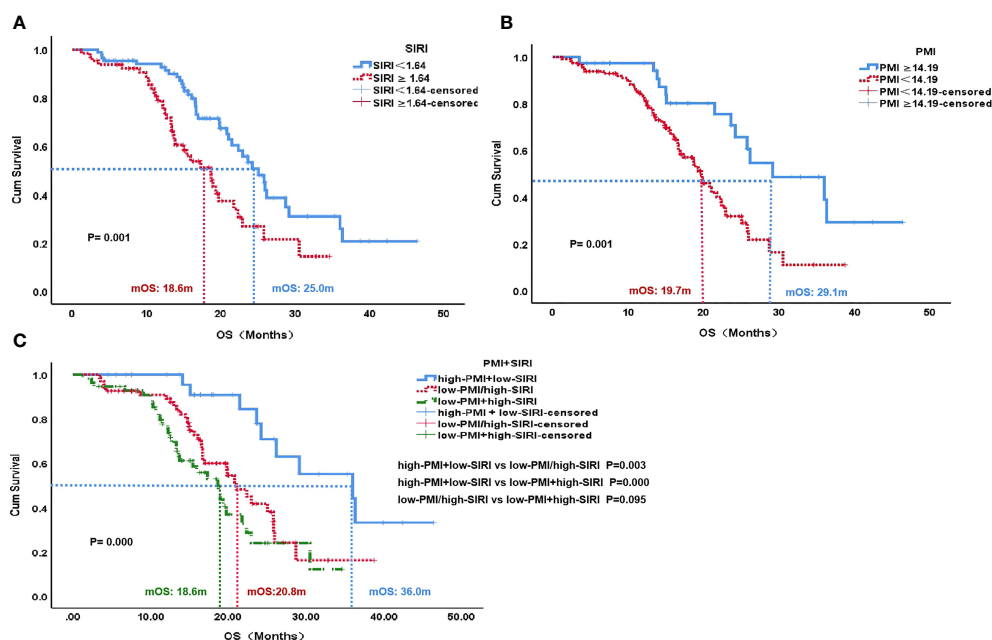 A
SIRI
SIRI<1.64
SIRI ≥ 1.64
SIRI<1.64-censored
SIRI ≥1.64-censored
Cum Survival
1.0
0.8
0.6
0.4
0.2
0.0
P= 0.001
mOS: 18.6m
mOS: 25.0m
0
10
20
30
40
50
OS (Months)
B
PMI
PMI ≥14.19
PMI <14.19
PMI <14.19-censored
PMI ≥14.19-censored
Cum Survival
1.0
0.8
0.6
0.4
0.2
0.0
P= 0.001
mOS: 19.7m
mOS: 29.1m
0
10
20
30
40
50
OS (Months)
C
PMI+SIRI
high-PMI+low-SIRI
low-PMI/high-SIRI
low-PMI+high-SIRI
high-PMI + low-SIRI-censored
low-PMI/high-SIRI-censored
low-PMI+high-SIRI-censored
high-PMI+low-SIRI vs low-PMI/high-SIRI P=0.003
high-PMI+low-SIRI vs low-PMI+high-SIRI P=0.000
low-PMI/high-SIRI vs low-PMI+high-SIRI P=0.095
Cum Survival
1.0
0.8
0.6
0.4
0.2
0.0
P= 0.000
mOS: 18.6m
mOS:20.8m
mOS: 36.0m
.00
10.00
20.00
30.00
40.00
50.00
OS (Months)